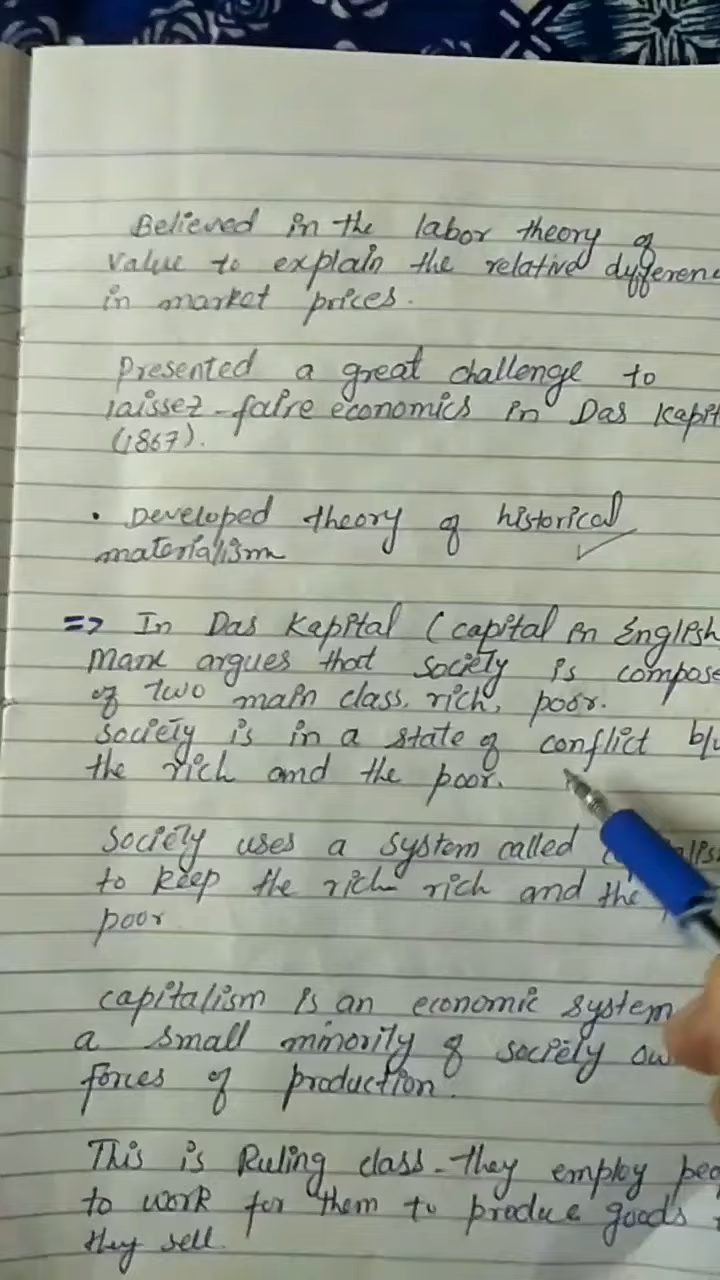 Believed in the labor theory of
value to explain the relative differenc
in market prices.
Presented a great challenge to
laissez-faire economics in Das Kapit
(1867).
• Developed theory of historical
materialism
=> In Das Kapital (capital in English
Marx argues that society is compose
of two main class, rich, poor.
society is in a state of conflict b/w
the rich and the poor.
Society uses a system called
to keep the rich rich and the
poor
capitalism is an economic system
a small minority of society ow
forces of production.
This is Ruling class. they employ peo
to work for them to produce goods
they sell.